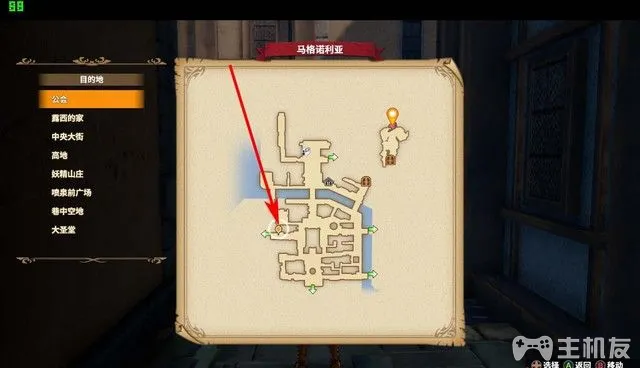 98
马格诺利亚
目的地
公会
露西的家
中央大街
高地
妖精山庄
喷泉前广场
巷中空地
大圣堂
选择 A 返回 B 移动
主机友